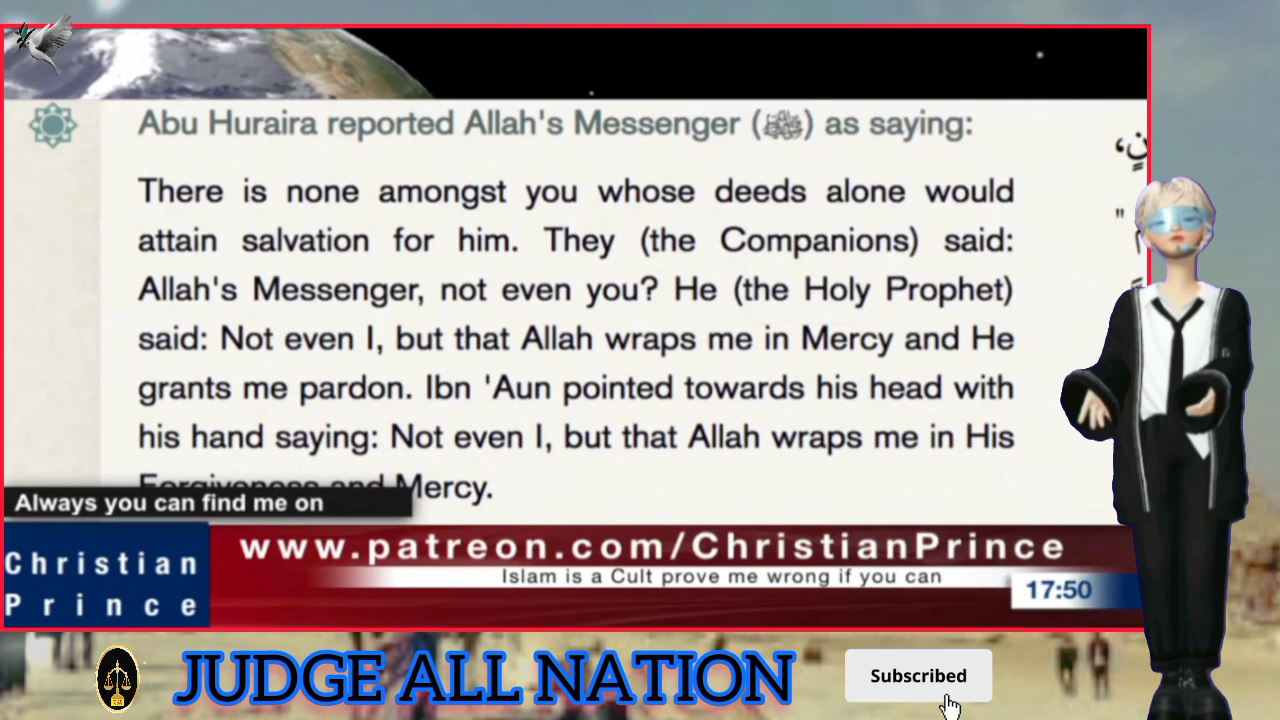 Abu Huraira reported Allah's Messenger (ﷺ) as saying:
There is none amongst you whose deeds alone would
attain salvation for him. They (the Companions) said:
Allah's Messenger, not even you? He (the Holy Prophet)
said: Not even I, but that Allah wraps me in Mercy and He
grants me pardon. Ibn 'Aun pointed towards his head with
his hand saying: Not even I, but that Allah wraps me in His
Forgiveness and Mercy.
Always you can find me on
Christian
Prince
www.patreon.com/ChristianPrince
Islam is a Cult prove me wrong if you can
17:50
JUDGE ALL NATION
Subscribed